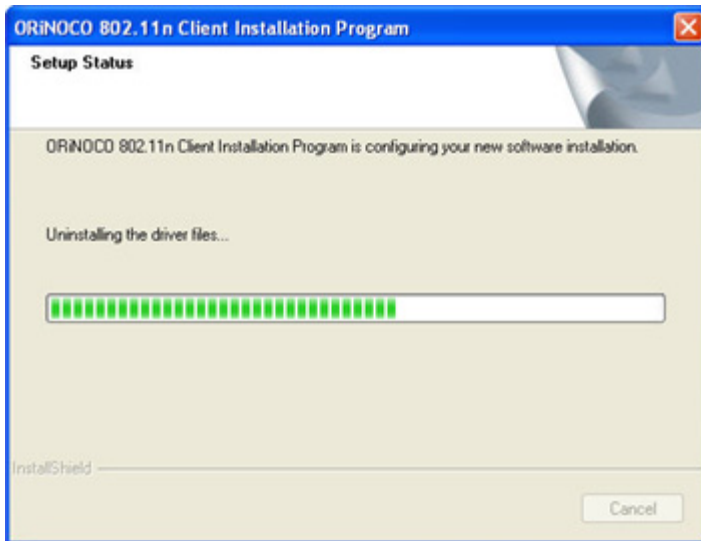 ORiNOCO 802.11n Client Installation Program
Setup Status
ORiNOCO 802.11n Client Installation Program is configuring your new software installation.
Uninstalling the driver files...
InstallShield
Cancel